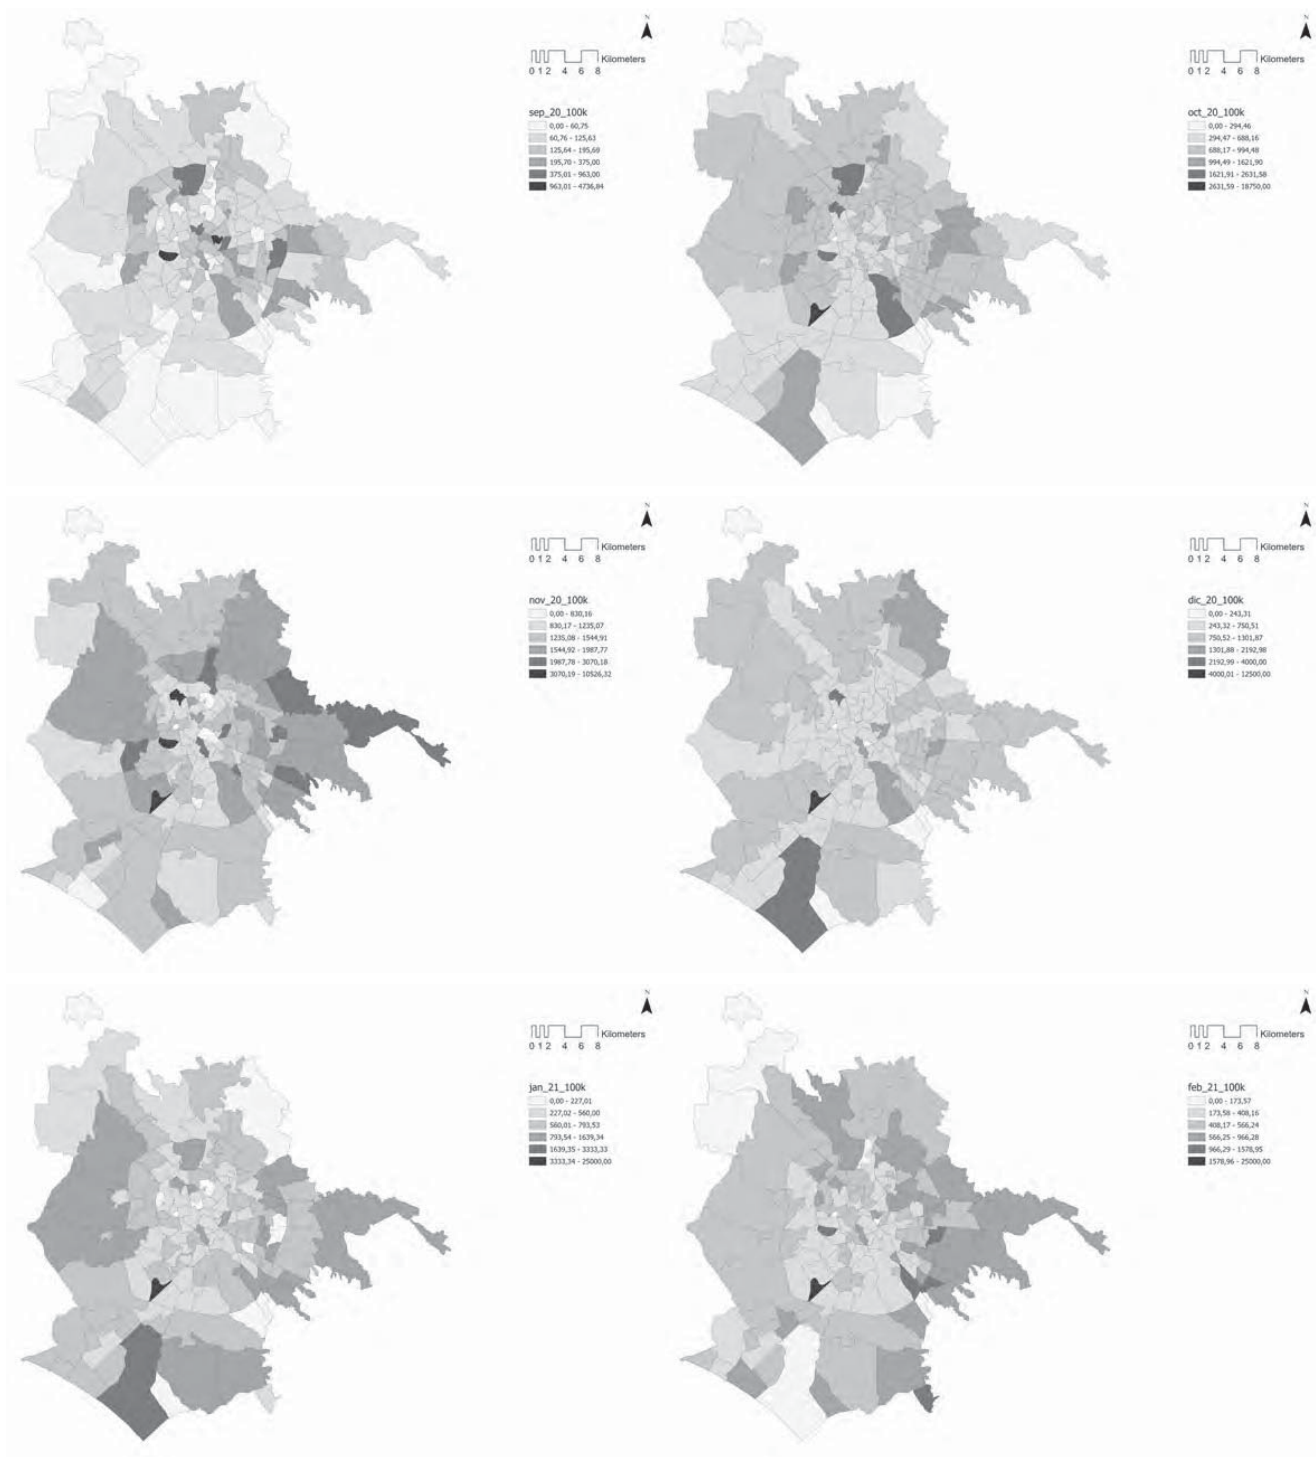 N
Kilometers
0 1 2 4 6 8
sep_20_100k
0,00 - 60,75
60,76 - 125,63
125,64 - 195,69
195,70 - 375,00
375,01 - 963,00
963,01 - 4736,84
N
Kilometers
0 1 2 4 6 8
oct_20_100k
0,00 - 294,46
294,47 - 688,16
688,17 - 994,48
994,49 - 1621,90
1621,91 - 2631,58
2631,59 - 18750,00
N
Kilometers
0 1 2 4 6 8
nov_20_100k
0,00 - 830,16
830,17 - 1235,07
1235,08 - 1544,91
1544,92 - 1987,77
1987,78 - 3070,18
3070,19 - 10526,32
N
Kilometers
0 1 2 4 6 8
dic_20_100k
0,00 - 243,31
243,32 - 750,51
750,52 - 1301,87
1301,88 - 2192,98
2192,99 - 4000,00
4000,01 - 12500,00
N
Kilometers
0 1 2 4 6 8
jan_21_100k
0,00 - 227,01
227,02 - 560,00
560,01 - 793,53
793,54 - 1639,34
1639,35 - 3333,33
3333,34 - 25000,00
N
Kilometers
0 1 2 4 6 8
feb_21_100k
0,00 - 173,57
173,58 - 408,16
408,17 - 566,24
566,25 - 966,28
966,29 - 1578,95
1578,96 - 25000,00